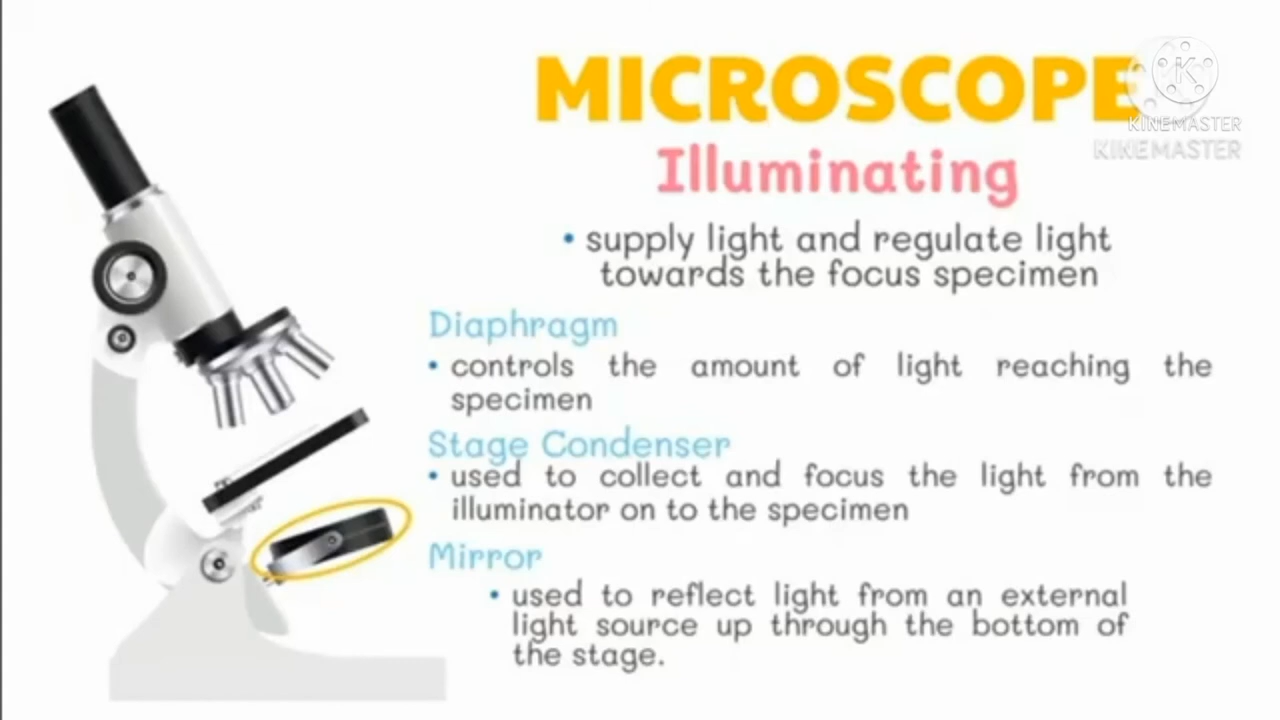 MICROSCOPE
K
KINEMASTER
KINEMASTER
Illuminating
• supply light and regulate light
towards the focus specimen
Diaphragm
• controls the amount of light reaching the
specimen
Stage Condenser
• used to collect and focus the light from the
illuminator on to the specimen
Mirror
• used to reflect light from an external
light source up through the bottom of
the stage.